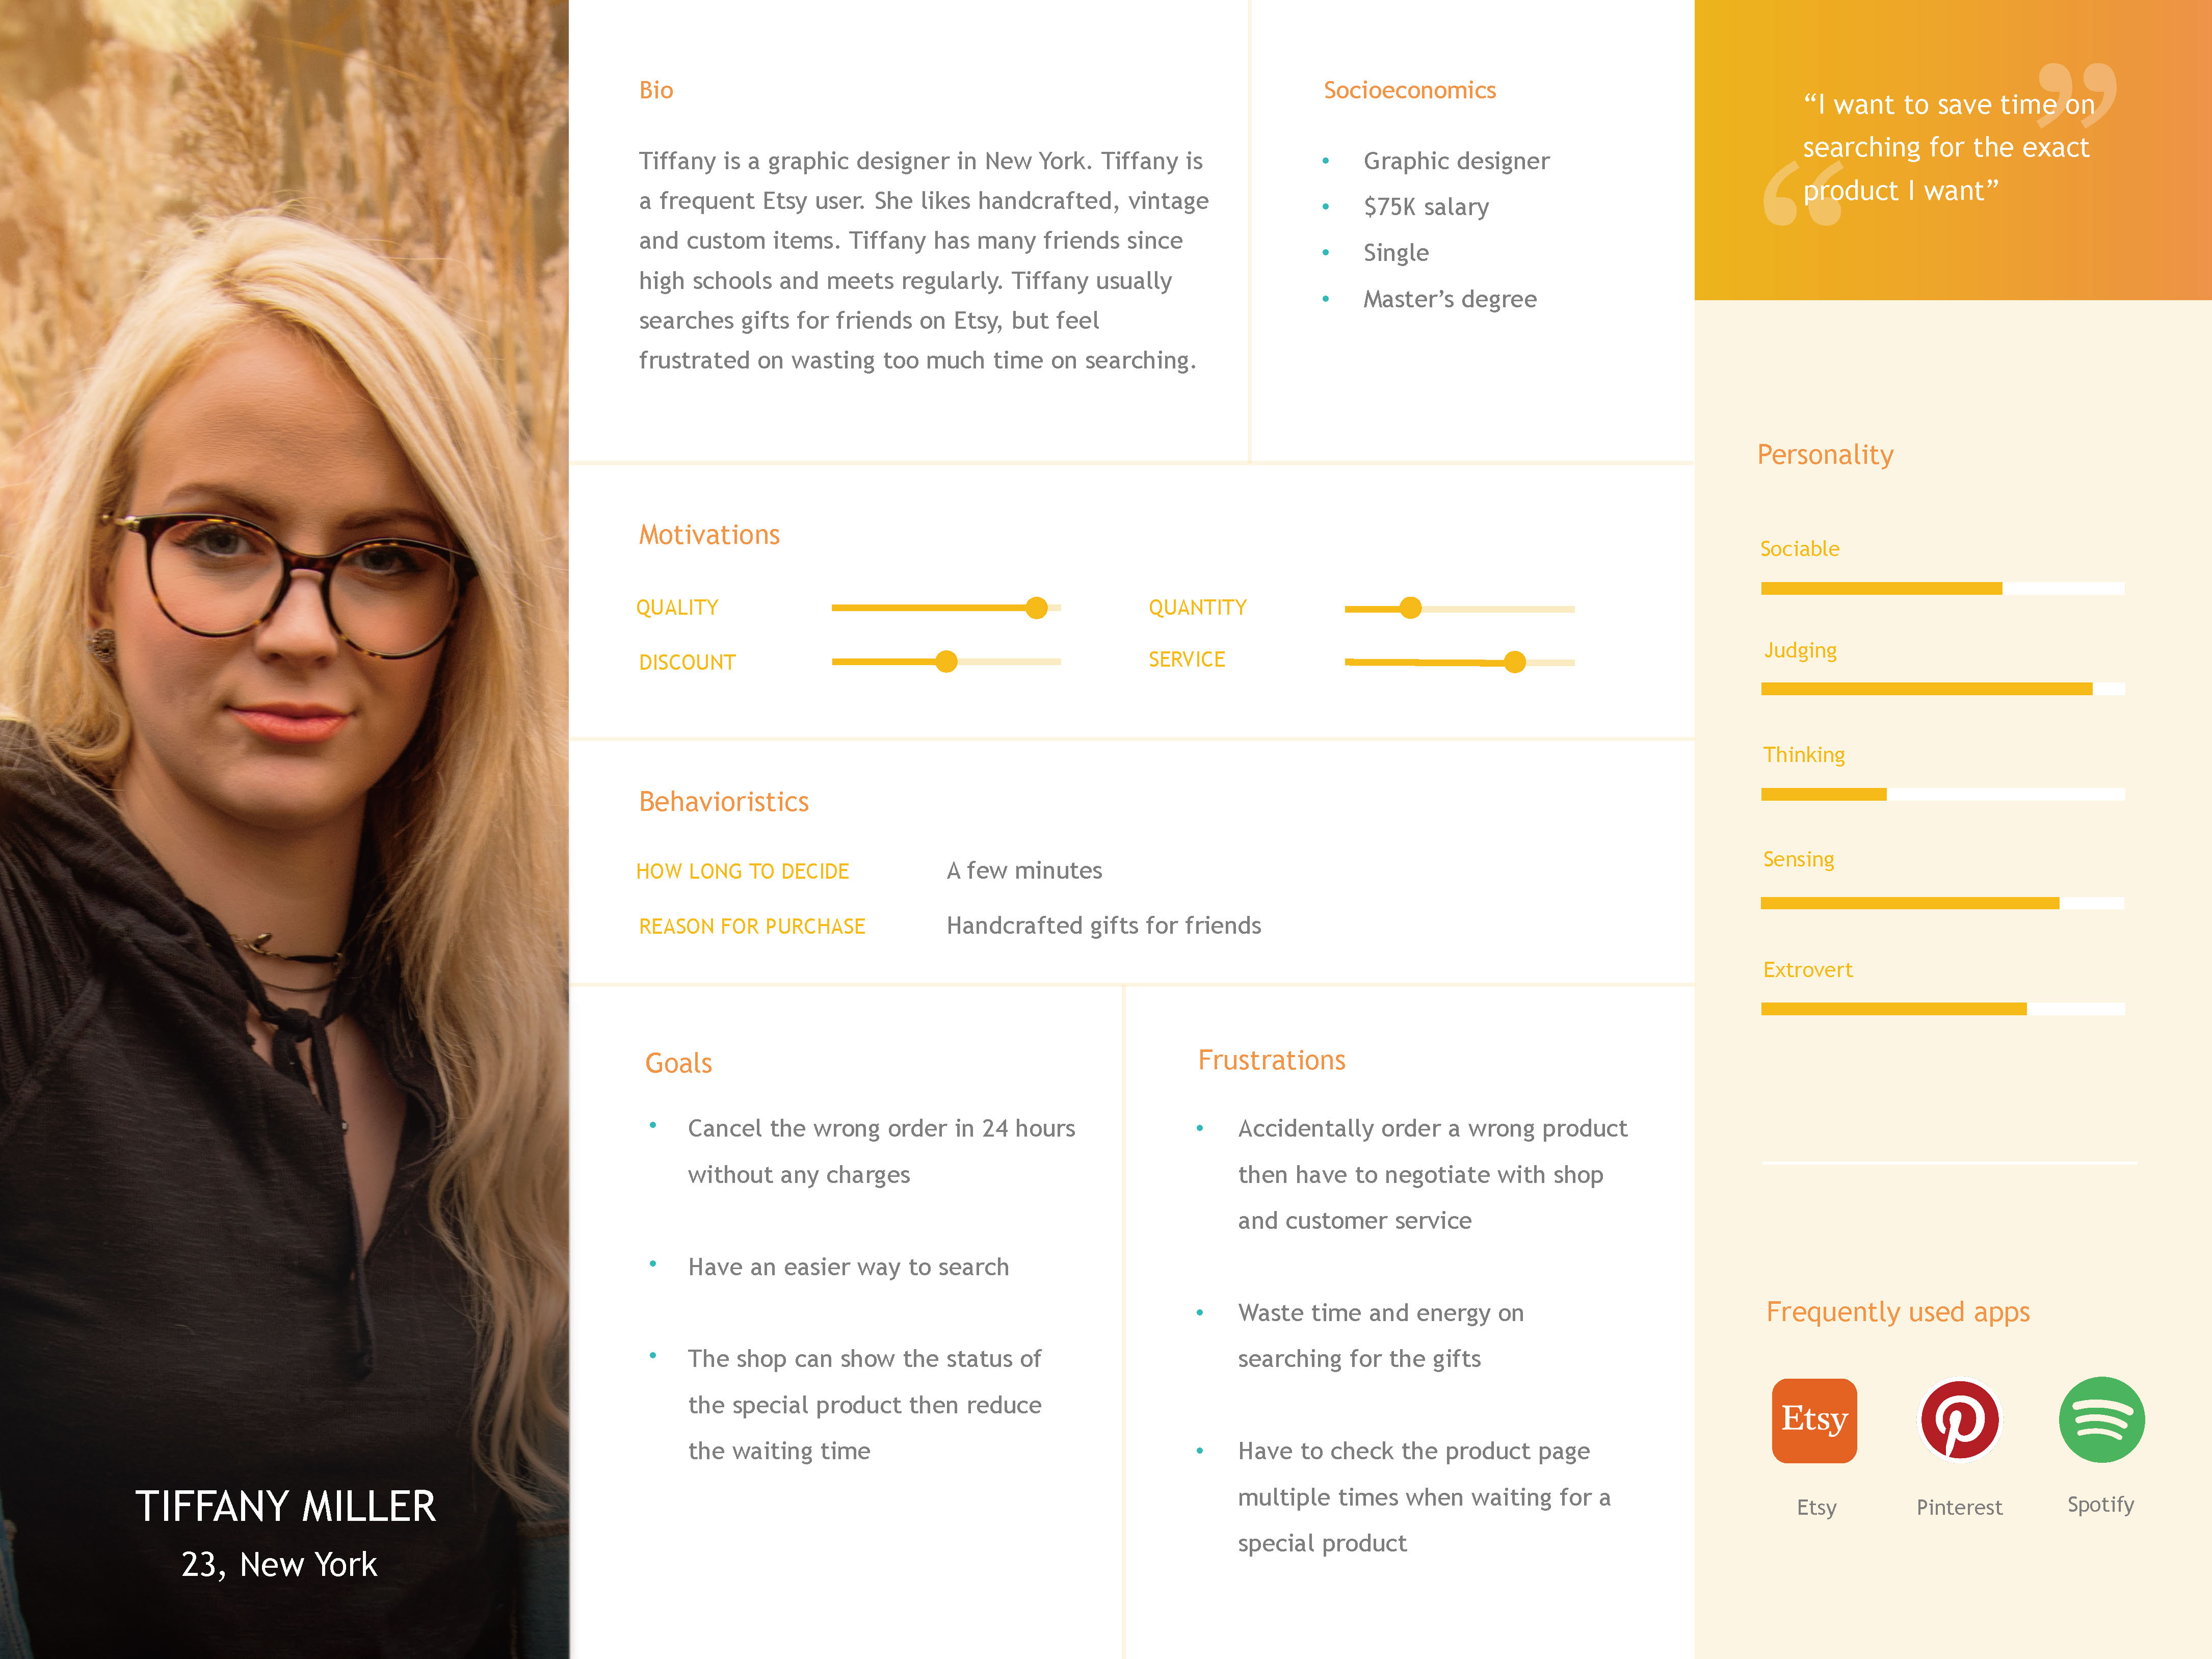 TIFFANY MILLER
23, New York
Bio
Tiffany is a graphic designer in New York. Tiffany is
a frequent Etsy user. She likes handcrafted, vintage
and custom items. Tiffany has many friends since
high schools and meets regularly. Tiffany usually
searches gifts for friends on Etsy, but feel
frustrated on wasting too much time on searching.
Socioeconomics
• Graphic designer
• $75K salary
• Single
• Master’s degree
Motivations
QUALITY
QUANTITY
DISCOUNT
SERVICE
Behavioristics
HOW LONG TO DECIDE A few minutes
REASON FOR PURCHASE Handcrafted gifts for friends
Goals
• Cancel the wrong order in 24 hours
without any charges
• Have an easier way to search
• The shop can show the status of
the special product then reduce
the waiting time
Frustrations
• Accidentally order a wrong product
then have to negotiate with shop
and customer service
• Waste time and energy on
searching for the gifts
• Have to check the product page
multiple times when waiting for a
special product
“I want to save time on
searching for the exact
product I want”
Personality
Sociable
Judging
Thinking
Sensing
Extrovert
Frequently used apps
Etsy
Etsy
Pinterest
Spotify